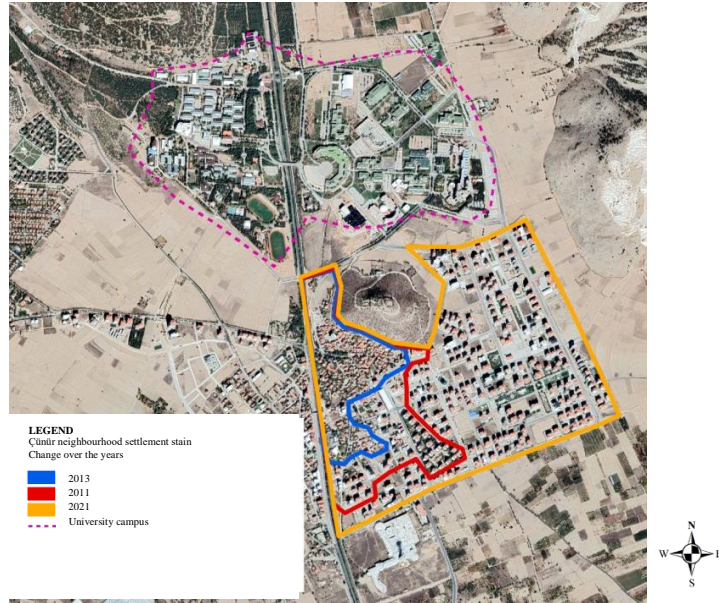 LEGEND
Çünür neighbourhood settlement stain
Change over the years
2013
2011
2021
University campus
N
W E
S